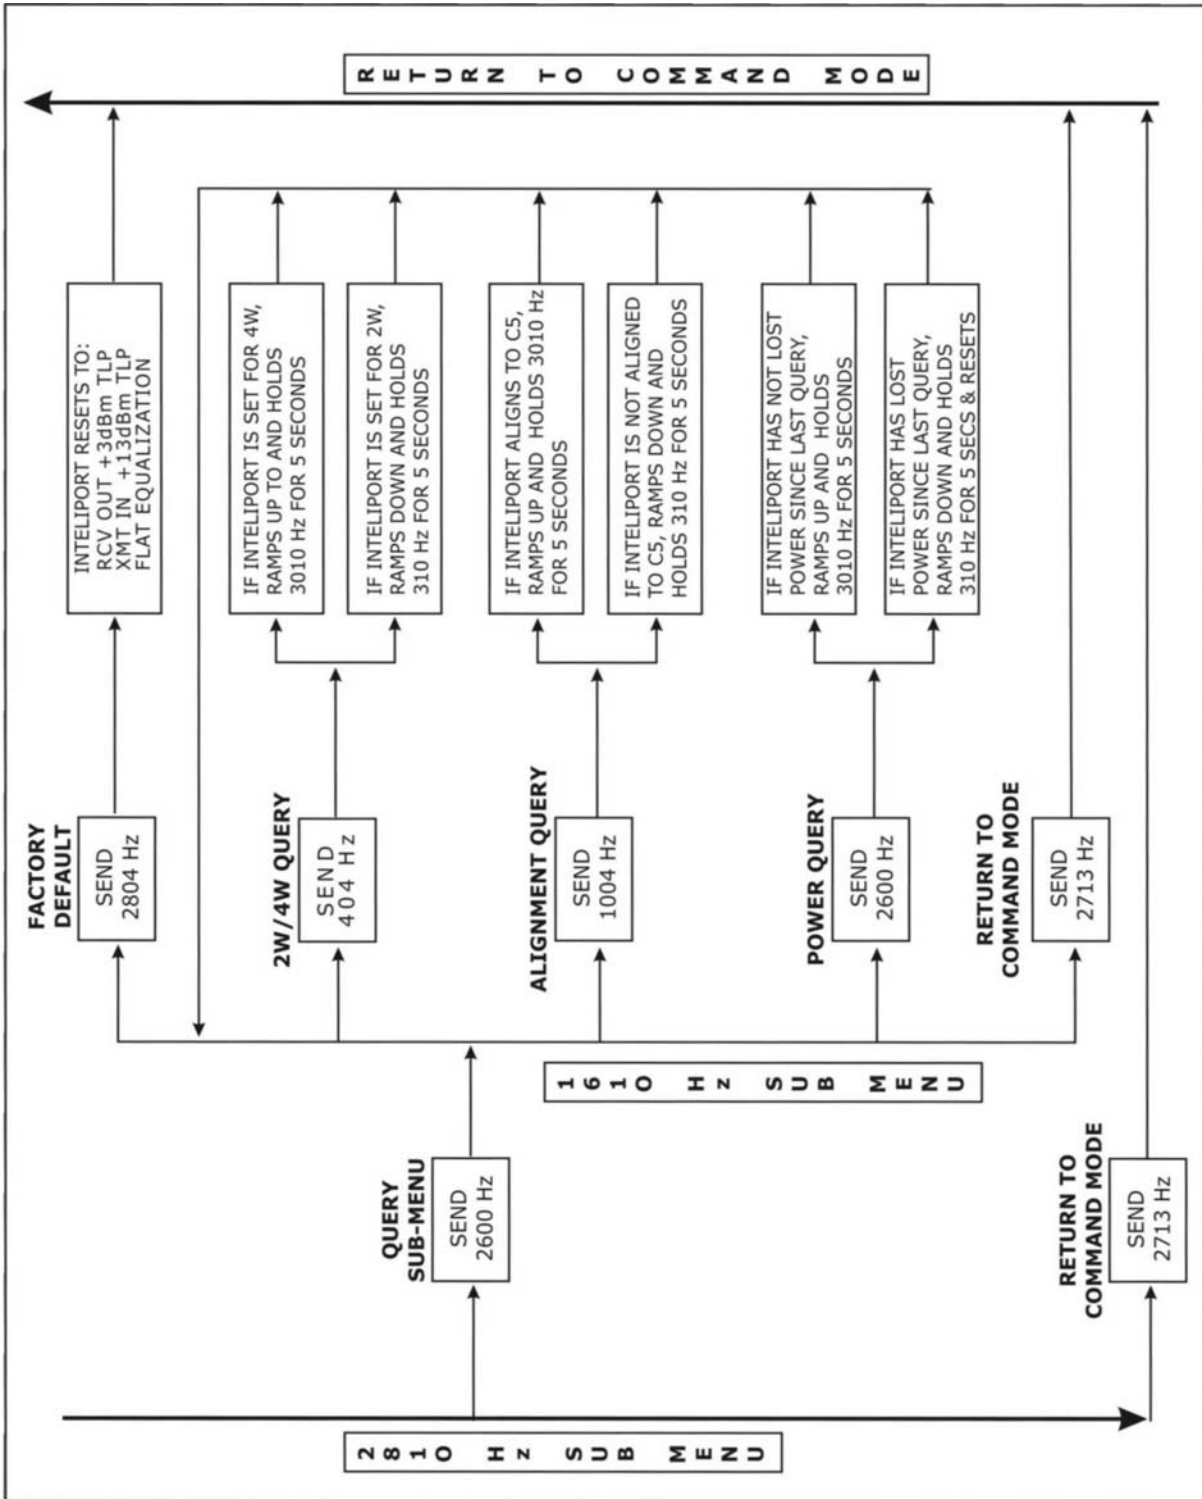 2810 Hz SUB MENU
QUERY
SUB-MENU
SEND
2600 Hz
RETURN TO
COMMAND MODE
SEND
2713 Hz
1610 Hz SUB MENU
FACTORY
DEFAULT
SEND
2804 Hz
2W/4W QUERY
SEND
404 Hz
ALIGNMENT QUERY
SEND
1004 Hz
POWER QUERY
SEND
2600 Hz
RETURN TO
COMMAND MODE
SEND
2713 Hz
INTELIPORT RESETS TO:
RCV OUT +3dBm TLP
XMT IN +13dBm TLP
FLAT EQUALIZATION
IF INTELIPORT IS SET FOR 4W,
RAMPS UP TO AND HOLDS
3010 Hz FOR 5 SECONDS
IF INTELIPORT IS SET FOR 2W,
RAMPS DOWN AND HOLDS
310 Hz FOR 5 SECONDS
IF INTELIPORT ALIGNS TO C5,
RAMPS UP AND HOLDS 3010 Hz
FOR 5 SECONDS
IF INTELIPORT IS NOT ALIGNED
TO C5, RAMPS DOWN AND
HOLDS 310 Hz FOR 5 SECONDS
IF INTELIPORT HAS NOT LOST
POWER SINCE LAST QUERY,
RAMPS UP AND HOLDS
3010 Hz FOR 5 SECONDS
IF INTELIPORT HAS LOST
POWER SINCE LAST QUERY,
RAMPS DOWN AND HOLDS
310 Hz FOR 5 SECS & RESETS
RETURN TO COMMAND MODE